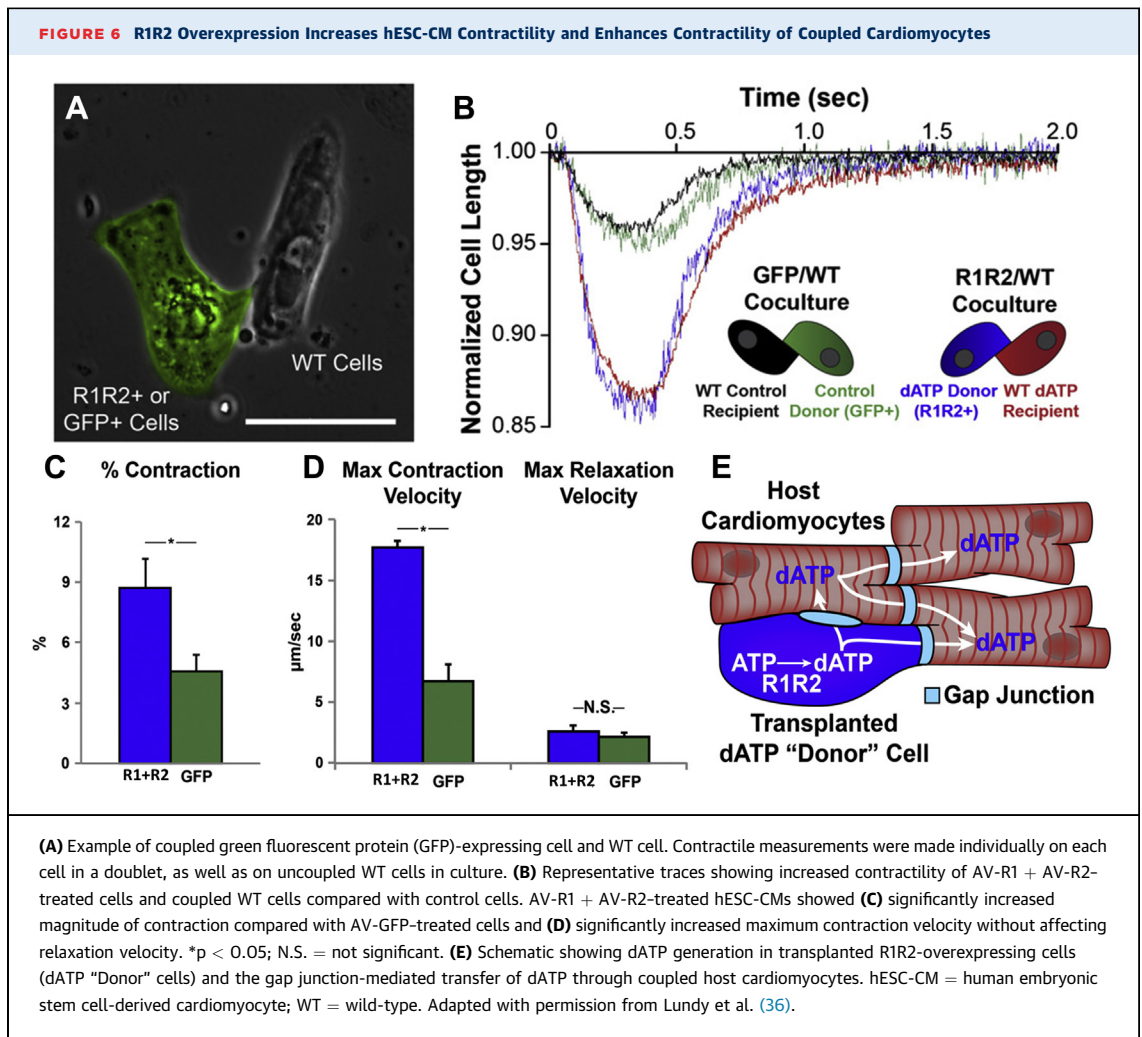 FIGURE 6 R1R2 Overexpression Increases hESC-CM Contractility and Enhances Contractility of Coupled Cardiomyocytes
A
WT Cells
R1R2+ or
GFP+ Cells
B
Time (sec)
0 0.5 1.0 1.5 2.0
Normalized Cell Length
1.00
0.95
0.90
0.85
GFP/WT
Coculture
R1R2/WT
Coculture
WT Control
Recipient
Control
Donor (GFP+)
dATP Donor
(R1R2+)
WT dATP
Recipient
C
% Contraction
%
12
9
6
3
0
*
R1+R2 GFP
D
Max Contraction
Velocity
Max Relaxation
Velocity
µm/sec
20
15
10
5
0
*
N.S.
R1+R2 GFP
R1+R2 GFP
E
Host
Cardiomyocytes
dATP
dATP
dATP
ATP dATP
R1R2
Gap Junction
Transplanted
dATP “Donor” Cell
(A) Example of coupled green fluorescent protein (GFP)-expressing cell and WT cell. Contractile measurements were made individually on each
cell in a doublet, as well as on uncoupled WT cells in culture. (B) Representative traces showing increased contractility of AV-R1 + AV-R2–
treated cells and coupled WT cells compared with control cells. AV-R1 + AV-R2–treated hESC-CMs showed (C) significantly increased
magnitude of contraction compared with AV-GFP–treated cells and (D) significantly increased maximum contraction velocity without affecting
relaxation velocity. *p < 0.05; N.S. = not significant. (E) Schematic showing dATP generation in transplanted R1R2-overexpressing cells
(dATP “Donor” cells) and the gap junction-mediated transfer of dATP through coupled host cardiomyocytes. hESC-CM = human embryonic
stem cell-derived cardiomyocyte; WT = wild-type. Adapted with permission from Lundy et al. (36).